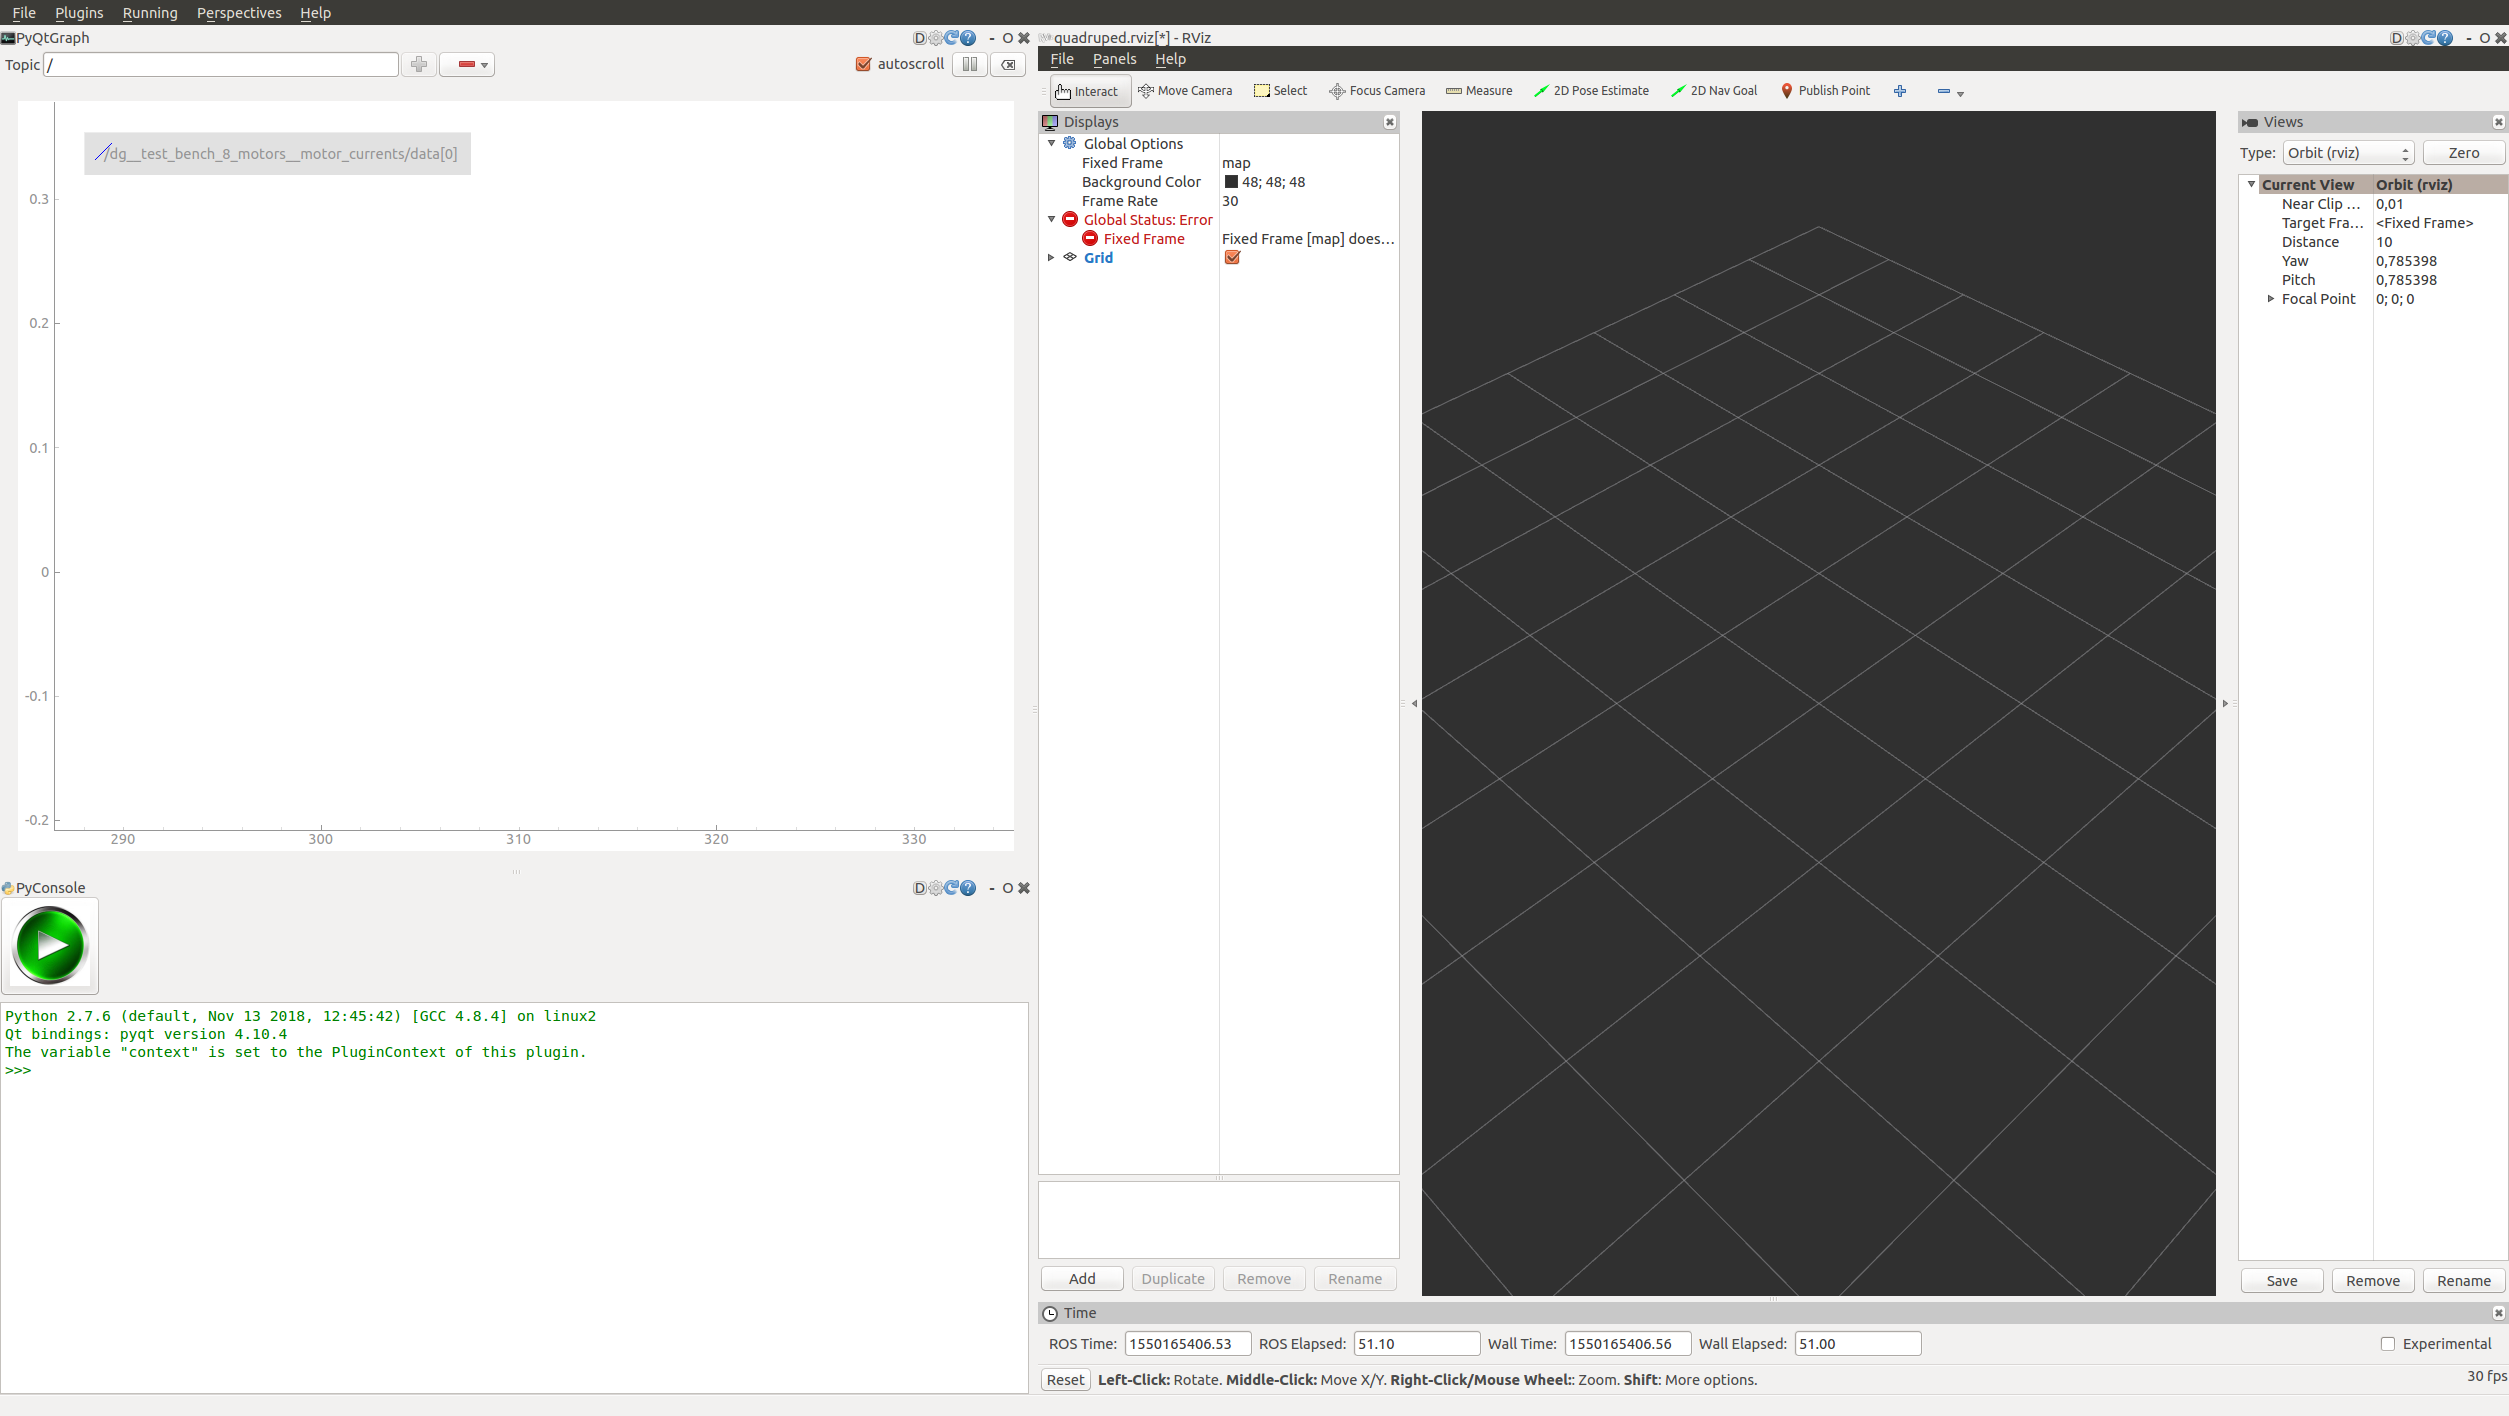 File Plugins Running Perspectives Help
PyQtGraph
D ? - O
Topic /
autoscroll
/dg__test_bench_8_motors__motor_currents/data[0]
0.3
0.2
0.1
0
-0.1
-0.2
290 300 310 320 330
PyConsole
D ? - O
Python 2.7.6 (default, Nov 13 2018, 12:45:42) [GCC 4.8.4] on linux2
Qt bindings: pyqt version 4.10.4
The variable "context" is set to the PluginContext of this plugin.
>>>
quadruped.rviz[*] - RViz
D ? - O
File Panels Help
Interact Move Camera Select Focus Camera Measure 2D Pose Estimate 2D Nav Goal Publish Point
Displays
Global Options
Fixed Frame map
Background Color 48; 48; 48
Frame Rate 30
Global Status: Error
Fixed Frame Fixed Frame [map] does...
Grid
Add Duplicate Remove Rename
Views
Type: Orbit (rviz) Zero
Current View Orbit (rviz)
Near Clip ... 0,01
Target Fra... <Fixed Frame>
Distance 10
Yaw 0,785398
Pitch 0,785398
Focal Point 0; 0; 0
Save Remove Rename
Time
ROS Time: 1550165406.53 ROS Elapsed: 51.10 Wall Time: 1550165406.56 Wall Elapsed: 51.00 Experimental
Reset Left-Click: Rotate. Middle-Click: Move X/Y. Right-Click/Mouse Wheel:: Zoom. Shift: More options. 30 fps